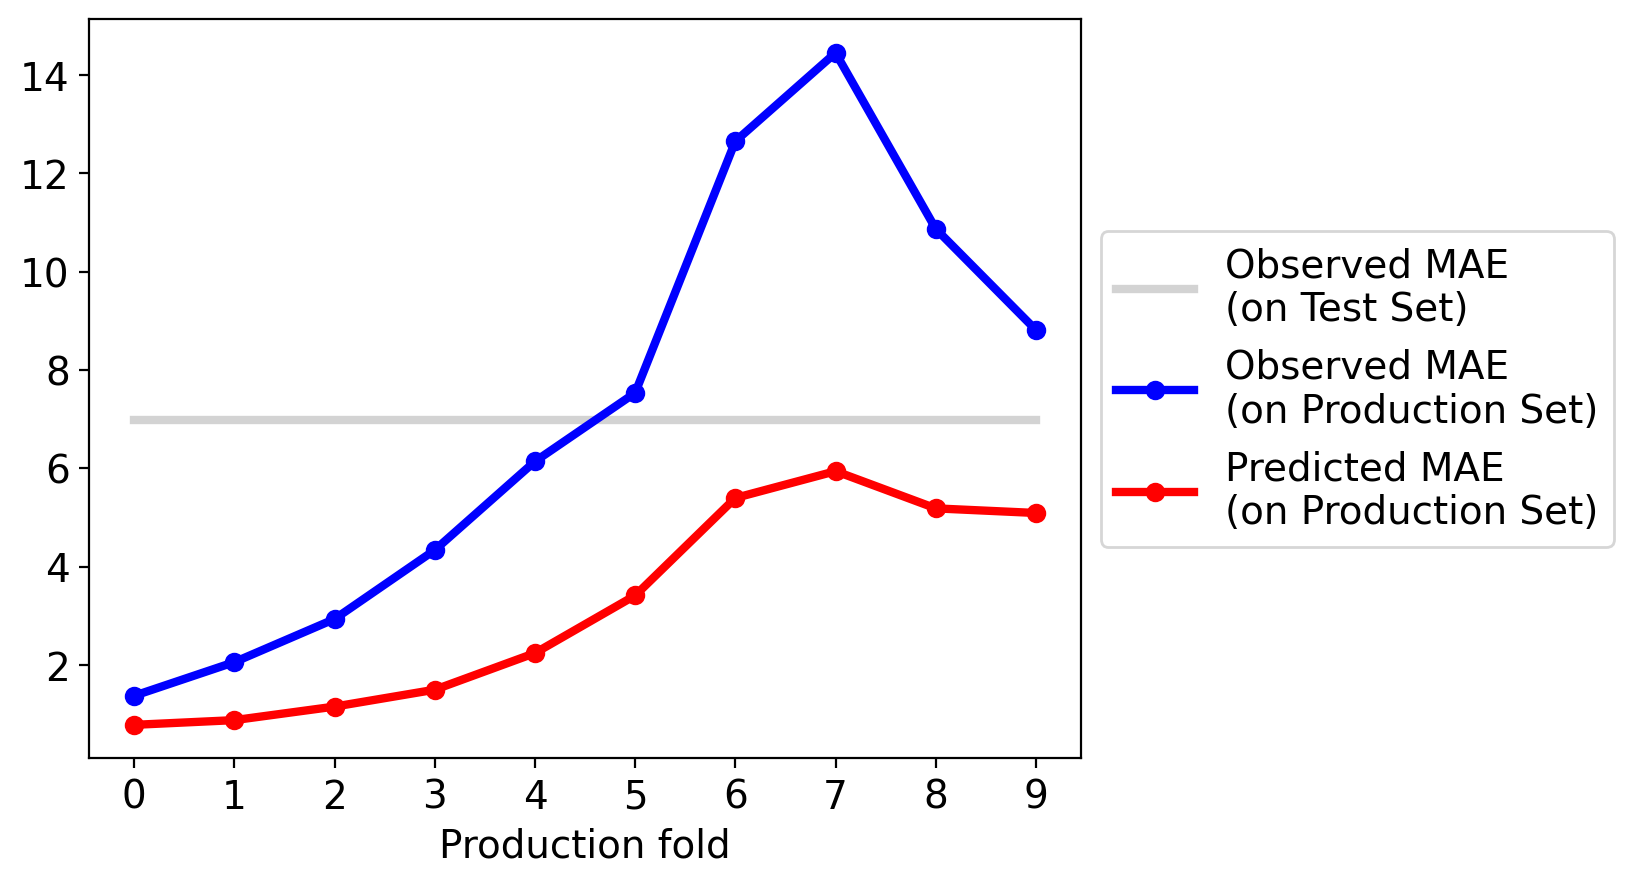 14
12
10
8
6
4
2
0 1 2 3 4 5 6 7 8 9
Production fold
Observed MAE
(on Test Set)
Observed MAE
(on Production Set)
Predicted MAE
(on Production Set)